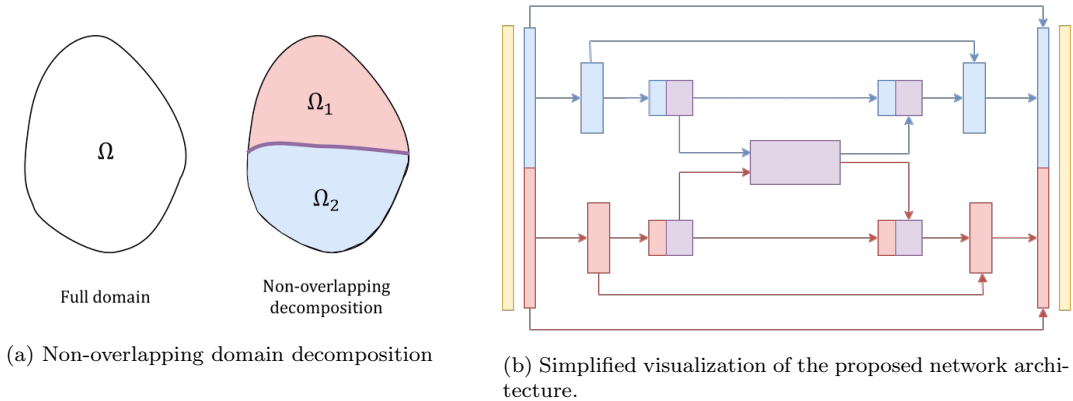 Ω
Ω₁
Ω₂
Full domain
Non-overlapping
decomposition
(a) Non-overlapping domain decomposition
(b) Simplified visualization of the proposed network archi-
tecture.